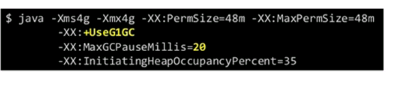 $ java -Xms4g -Xmx4g -XX:PermSize=48m -XX:MaxPermSize=48m
-XX:+UseG1GC
-XX:MaxGCPauseMillis=20
-XX:InitiatingHeapOccupancyPercent=35